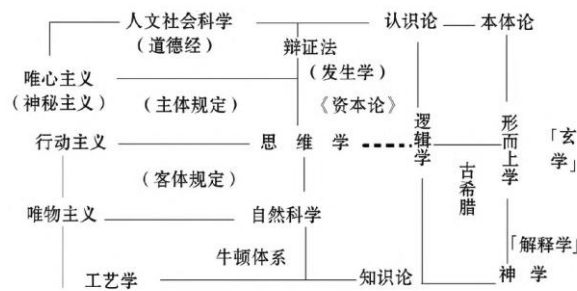 人文社会科学 认识论 本体论
(道德经) 辩证法
唯心主义 (发生学)
(神秘主义) (主体规定) 《资本论》
行动主义 思维学 逻辑学 形而上学 「玄学」
古希腊
(客体规定)
唯物主义 自然科学
牛顿体系 「解释学」
工艺学 知识论 神学